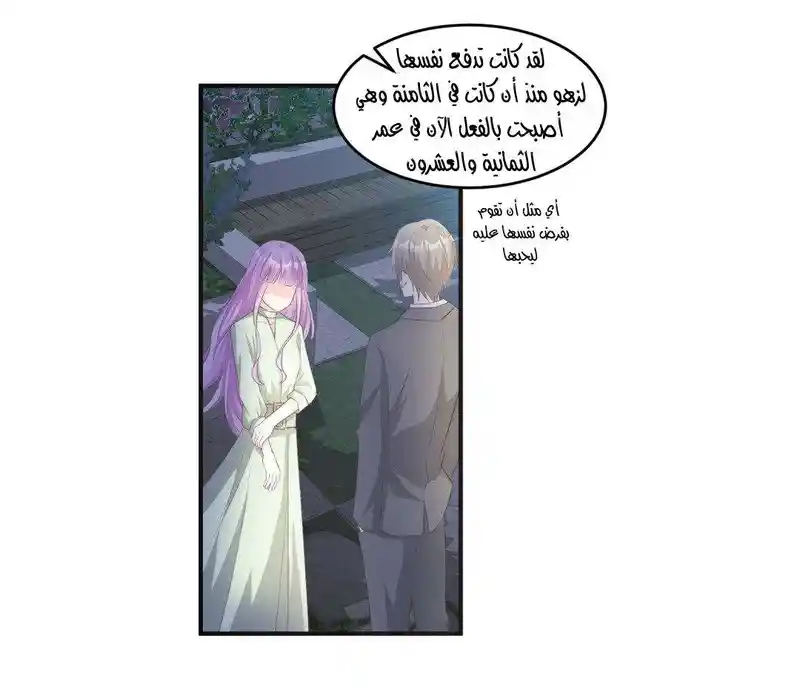 لقد كانت تدفع نفسها
لزهو منذ أن كانت في الثامنة وهي
أصبحت بالفعل الآن في عمر
الثمانية والعشرون
أي مثل أن تقوم
بفرض نفسها عليه
ليحبها